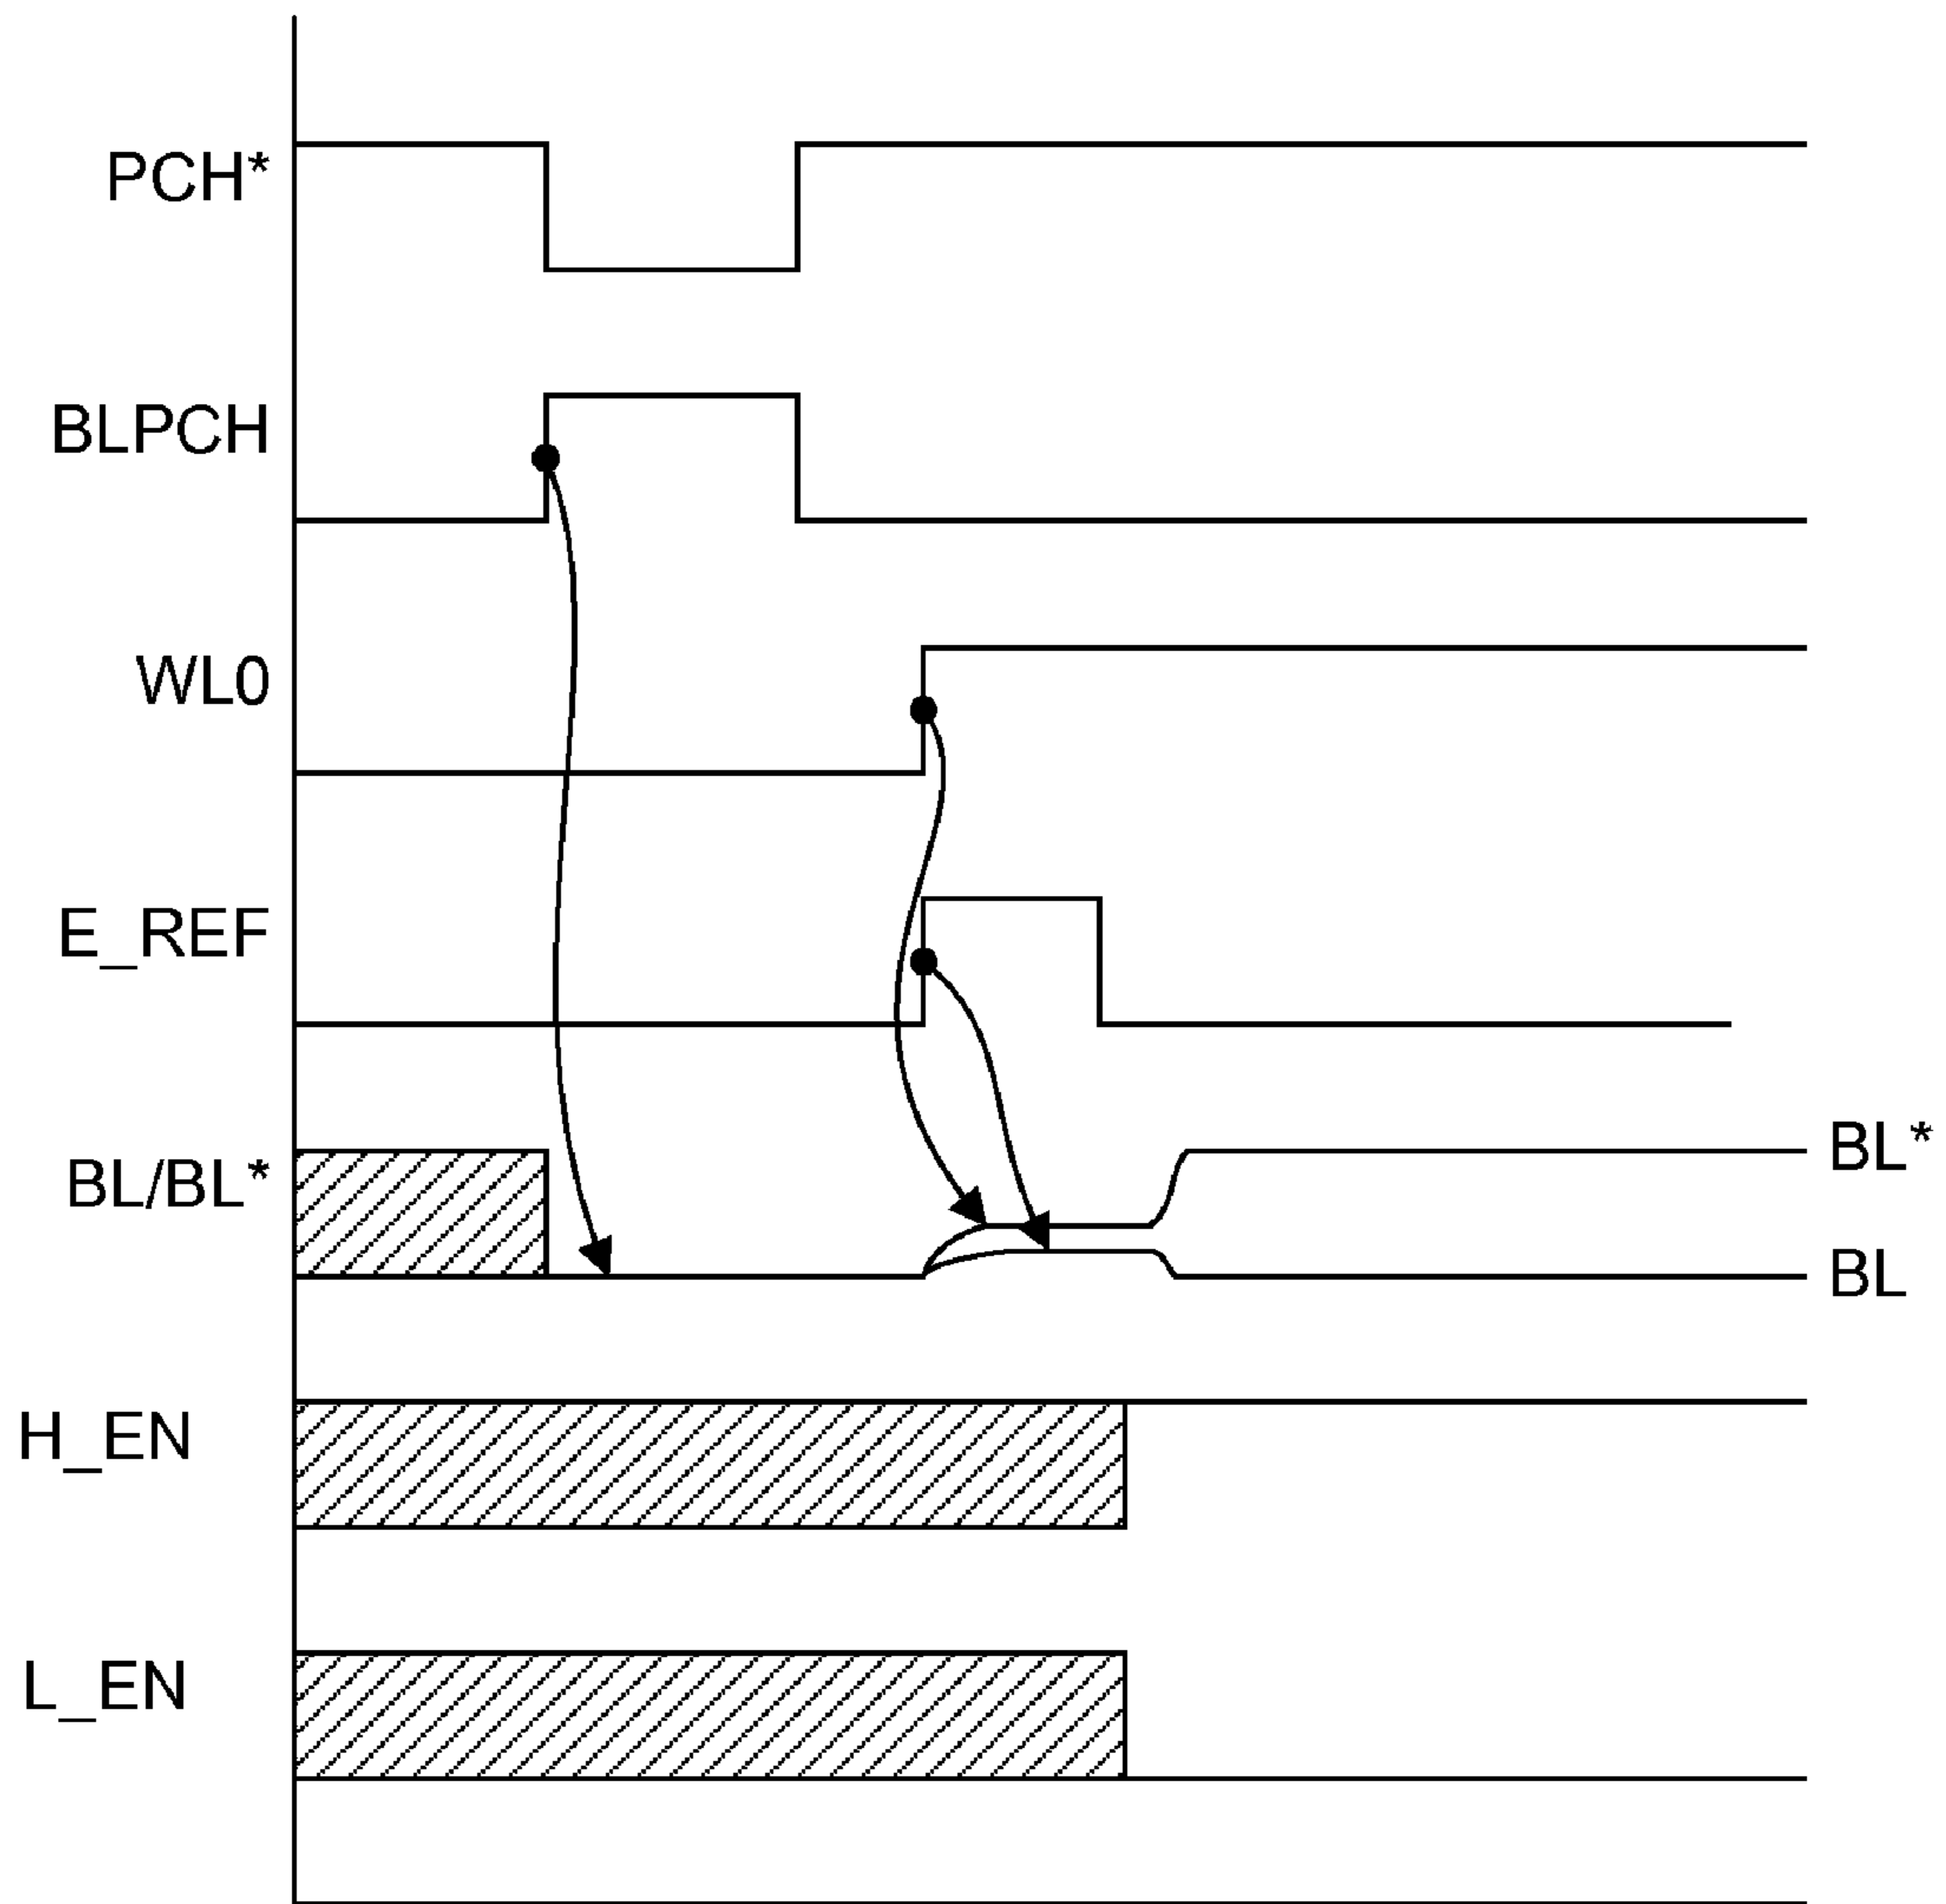 PCH*
BLPCH
WL0
E_REF
BL/BL*
BL*
BL
H_EN
L_EN